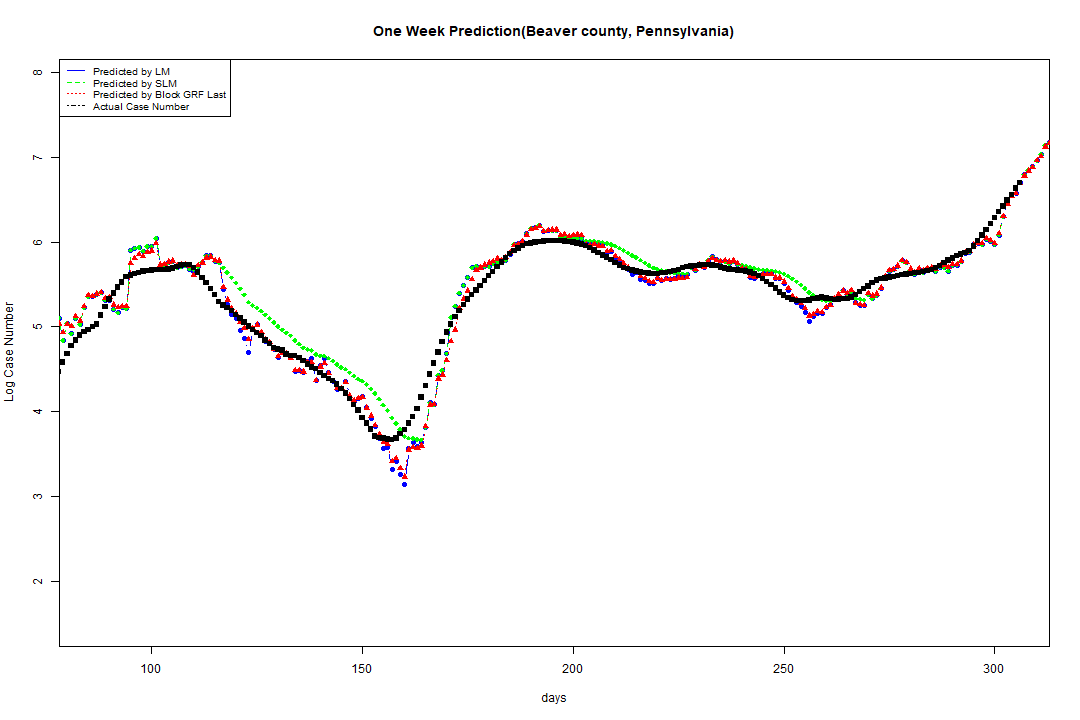 One Week Prediction(Beaver county, Pennsylvania)
Predicted by LM
Predicted by SLM
Predicted by Block GRF Last
Actual Case Number
8
7
6
5
4
3
2
Log Case Number
100 150 200 250 300
days